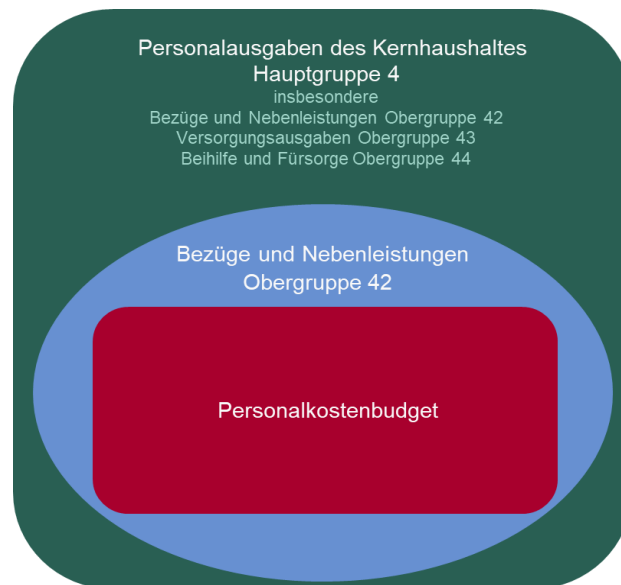 Personalausgaben des Kernhaushaltes
Hauptgruppe 4
insbesondere
Bezüge und Nebenleistungen Obergruppe 42
Versorgungsausgaben Obergruppe 43
Beihilfe und Fürsorge Obergruppe 44
Bezüge und Nebenleistungen
Obergruppe 42
Personalkostenbudget